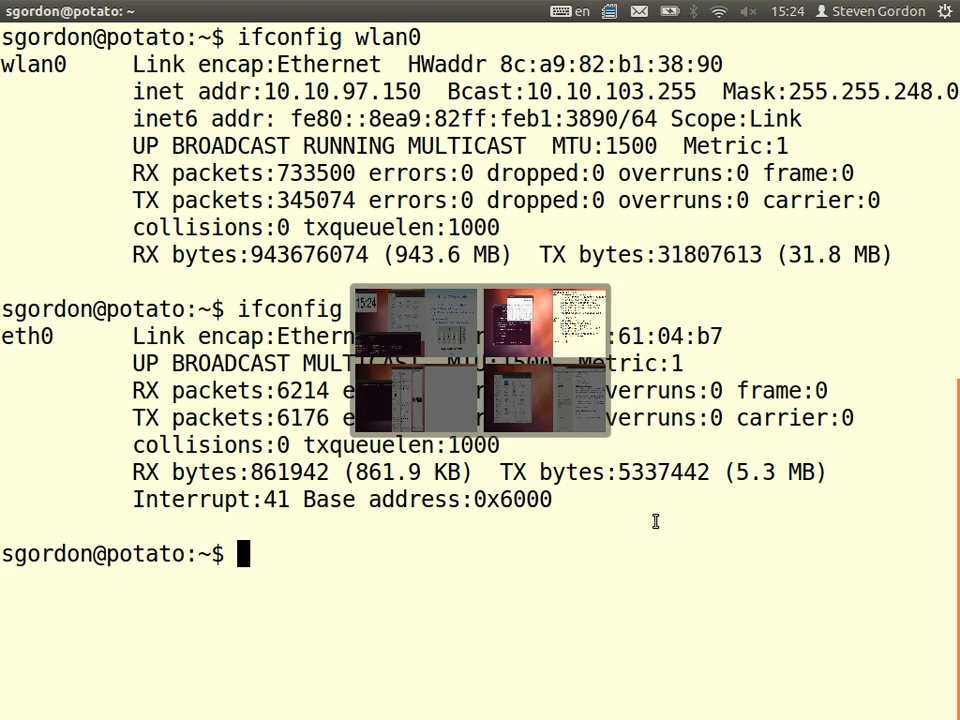 sgordon@potato: ~ en 15:24 Steven Gordon
sgordon@potato:~$ ifconfig wlan0
wlan0 Link encap:Ethernet HWaddr 8c:a9:82:b1:38:90
inet addr:10.10.97.150 Bcast:10.10.103.255 Mask:255.255.248.0
inet6 addr: fe80::8ea9:82ff:feb1:3890/64 Scope:Link
UP BROADCAST RUNNING MULTICAST MTU:1500 Metric:1
RX packets:733500 errors:0 dropped:0 overruns:0 frame:0
TX packets:345074 errors:0 dropped:0 overruns:0 carrier:0
collisions:0 txqueuelen:1000
RX bytes:943676074 (943.6 MB) TX bytes:31807613 (31.8 MB)
sgordon@potato:~$ ifconfig
15:24
eth0 Link encap:Ethern :61:04:b7
UP BROADCAST MULTICAST MTU:1500 Metric:1
RX packets:6214 e verruns:0 frame:0
TX packets:6176 e verruns:0 carrier:0
collisions:0 txqueuelen:1000
RX bytes:861942 (861.9 KB) TX bytes:5337442 (5.3 MB)
Interrupt:41 Base address:0x6000
sgordon@potato:~$